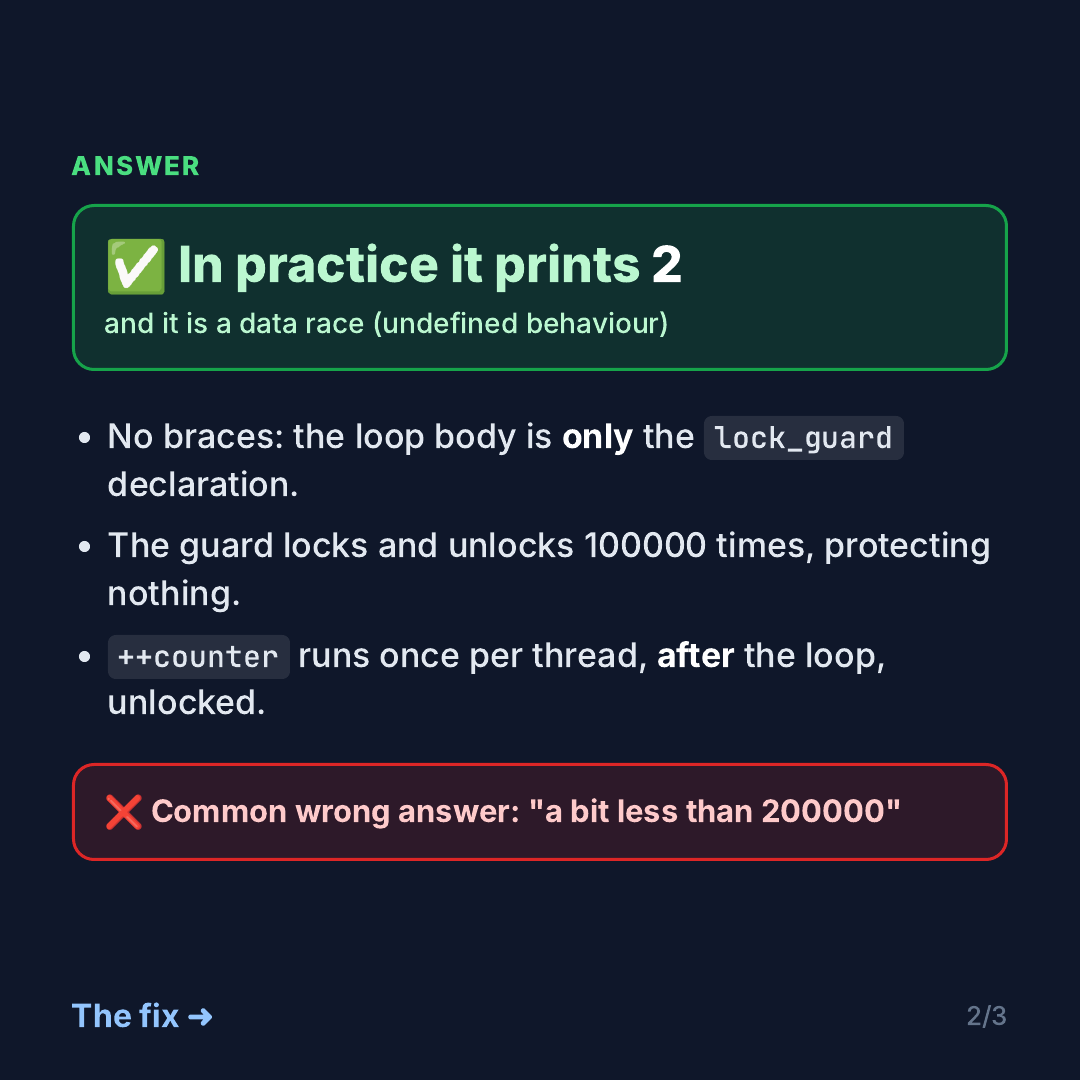 ANSWER
✅ In practice it prints 2
and it is a data race (undefined behaviour)
• No braces: the loop body is only the lock_guard
declaration.
• The guard locks and unlocks 100000 times, protecting
nothing.
• ++counter runs once per thread, after the loop,
unlocked.
❌ Common wrong answer: "a bit less than 200000"
The fix ➜
2/3